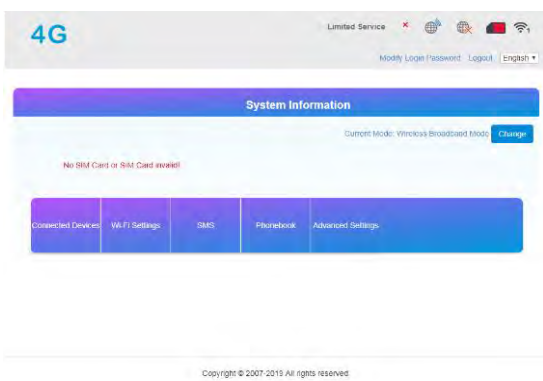 4G
Limited Service
1
Modify Login Password Logout English
System Information
Current Mode: Wireless Broadband Mode Change
No SIM Card or SIM Card invalid!
Connected Devices Wi-Fi Settings SMS Phonebook Advanced Settings
Copyright © 2007-2019 All rights reserved